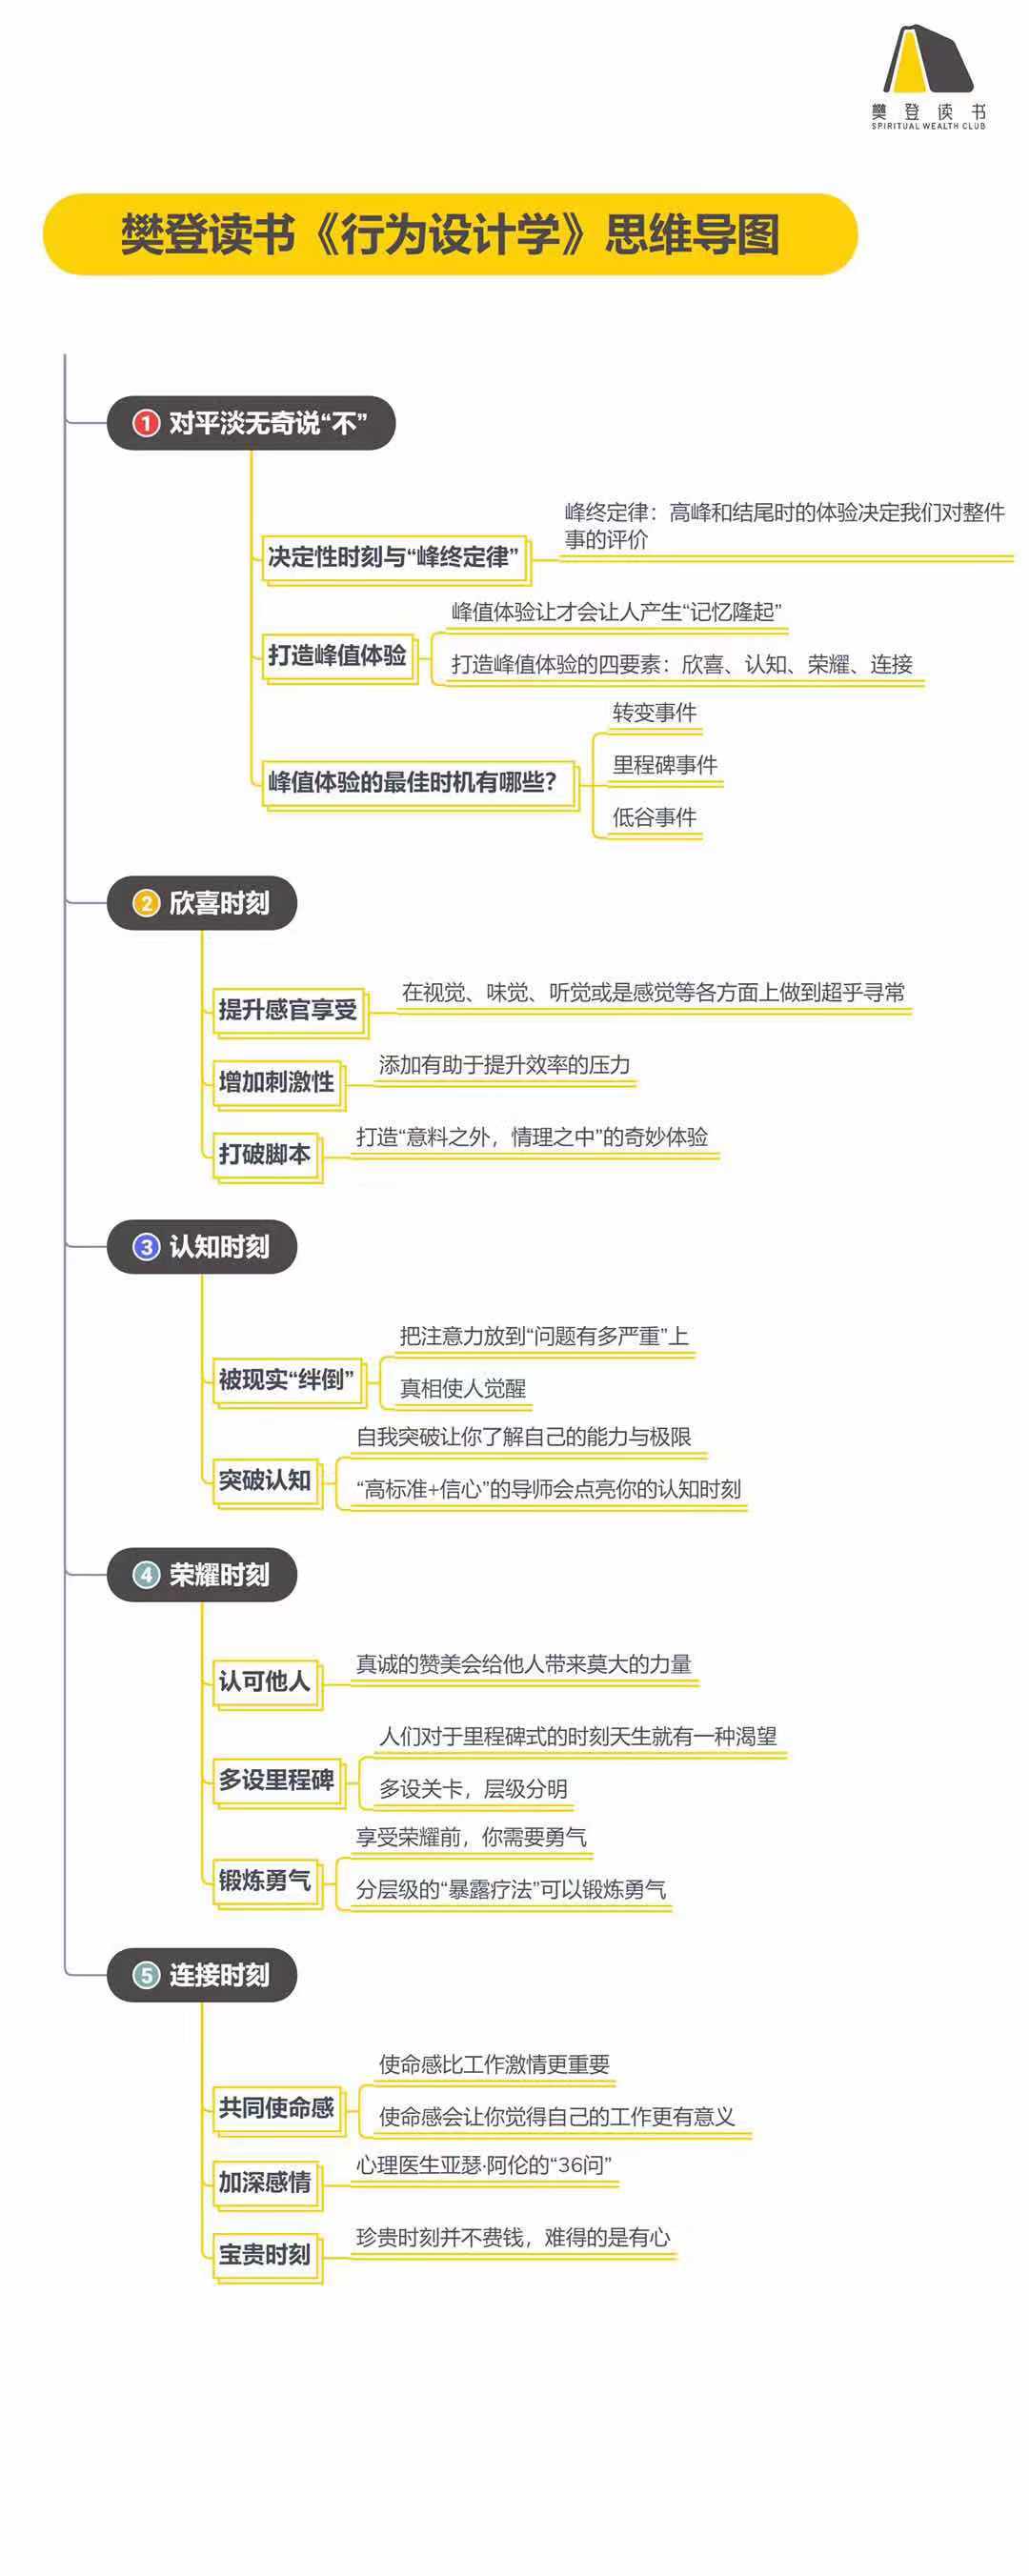 樊登读书
SPIRITUAL WEALTH CLUB
樊登读书《行为设计学》思维导图
1 对平淡无奇说“不”
决定性时刻与“峰终定律”
峰终定律：高峰和结尾时的体验决定我们对整件
事的评价
打造峰值体验
峰值体验让才会让人产生“记忆隆起”
打造峰值体验的四要素：欣喜、认知、荣耀、连接
峰值体验的最佳时机有哪些？
转变事件
里程碑事件
低谷事件
2 欣喜时刻
提升感官享受
在视觉、味觉、听觉或是感觉等各方面上做到超乎寻常
增加刺激性
添加有助于提升效率的压力
打破脚本
打造“意料之外，情理之中”的奇妙体验
3 认知时刻
被现实“绊倒”
把注意力放到“问题有多严重”上
真相使人觉醒
突破认知
自我突破让你了解自己的能力与极限
“高标准+信心”的导师会点亮你的认知时刻
4 荣耀时刻
认可他人
真诚的赞美会给他人带来莫大的力量
多设里程碑
人们对于里程碑式的时刻天生就有一种渴望
多设关卡，层级分明
锻炼勇气
享受荣耀前，你需要勇气
分层级的“暴露疗法”可以锻炼勇气
5 连接时刻
共同使命感
使命感比工作激情更重要
使命感会让你觉得自己的工作更有意义
加深感情
心理医生亚瑟·阿伦的“36问”
宝贵时刻
珍贵时刻并不费钱，难得的是有心